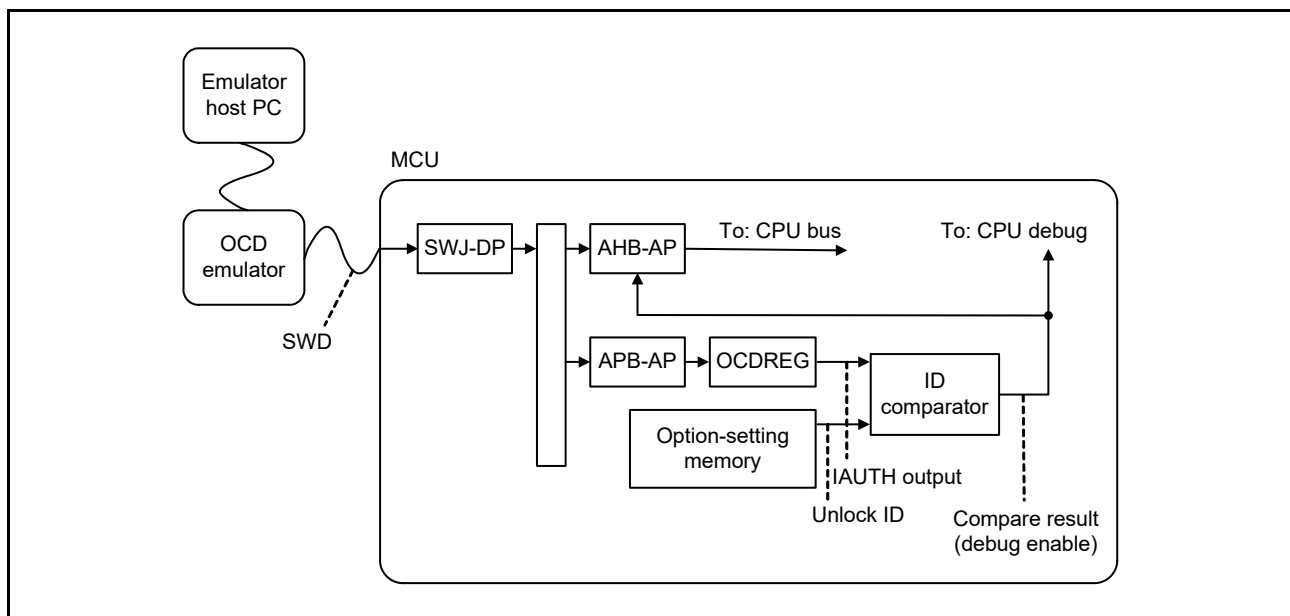 Emulator
host PC
MCU
OCD
emulator
SWD
SWJ-DP
AHB-AP
To: CPU bus
To: CPU debug
APB-AP
OCDREG
ID
comparator
Option-setting
memory
IAUTH output
Unlock ID
Compare result
(debug enable)